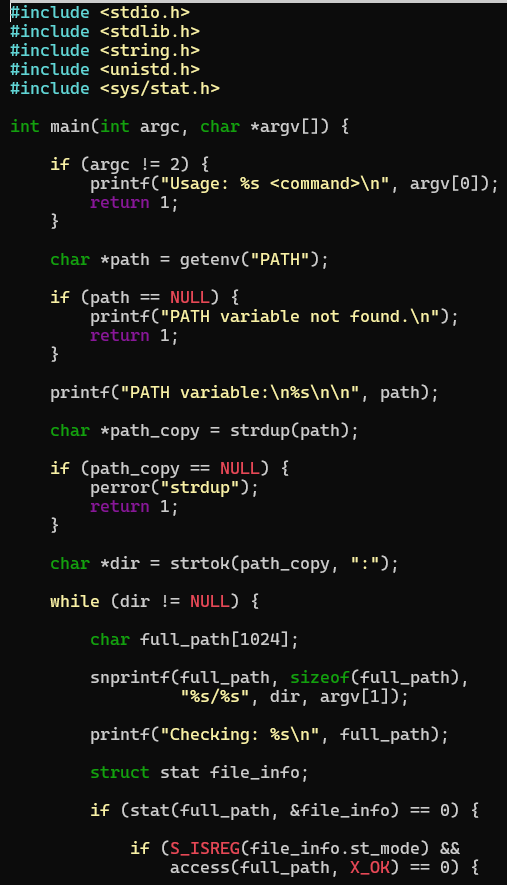 #include <stdio.h>
#include <stdlib.h>
#include <string.h>
#include <unistd.h>
#include <sys/stat.h>

int main(int argc, char *argv[]) {

    if (argc != 2) {
        printf("Usage: %s <command>\n", argv[0]);
        return 1;
    }

    char *path = getenv("PATH");

    if (path == NULL) {
        printf("PATH variable not found.\n");
        return 1;
    }

    printf("PATH variable:\n%s\n\n", path);

    char *path_copy = strdup(path);

    if (path_copy == NULL) {
        perror("strdup");
        return 1;
    }

    char *dir = strtok(path_copy, ":");

    while (dir != NULL) {

        char full_path[1024];

        snprintf(full_path, sizeof(full_path),
                 "%s/%s", dir, argv[1]);

        printf("Checking: %s\n", full_path);

        struct stat file_info;

        if (stat(full_path, &file_info) == 0) {

            if (S_ISREG(file_info.st_mode) &&
                access(full_path, X_OK) == 0) {